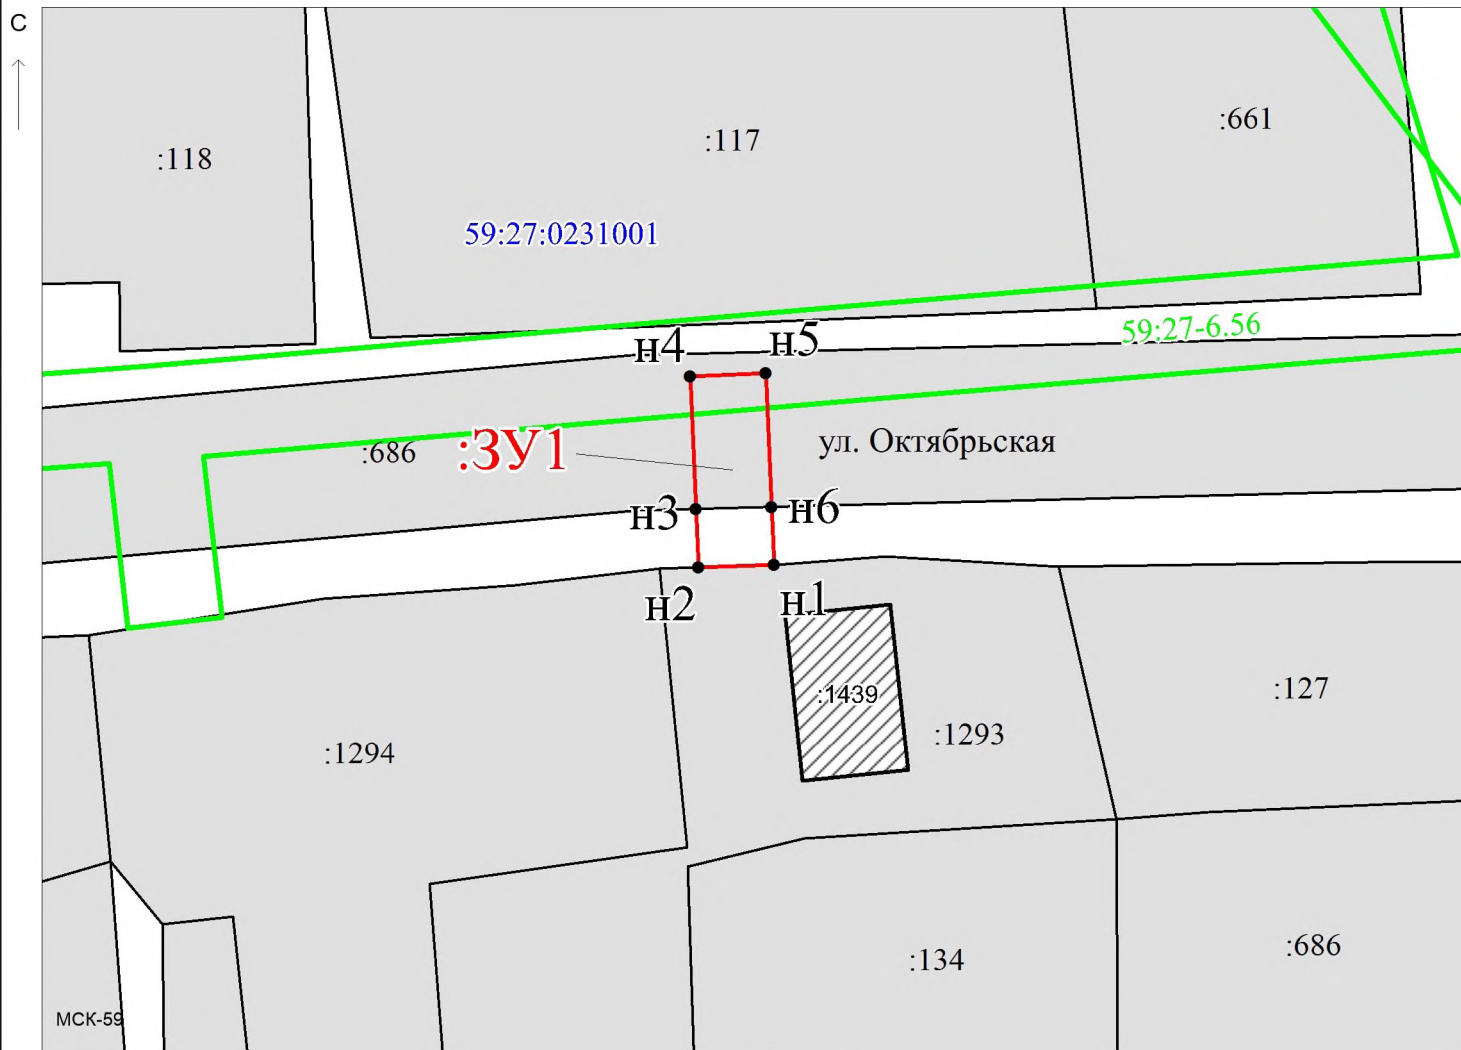 С
:661
:117
:118
59:27:0231001
59:27-6.56
н4
н5
ул. Октябрьская
:686
:ЗУ1
н3
н6
н2
н1
:127
:1439
:1293
:1294
:686
:134
МСК-59